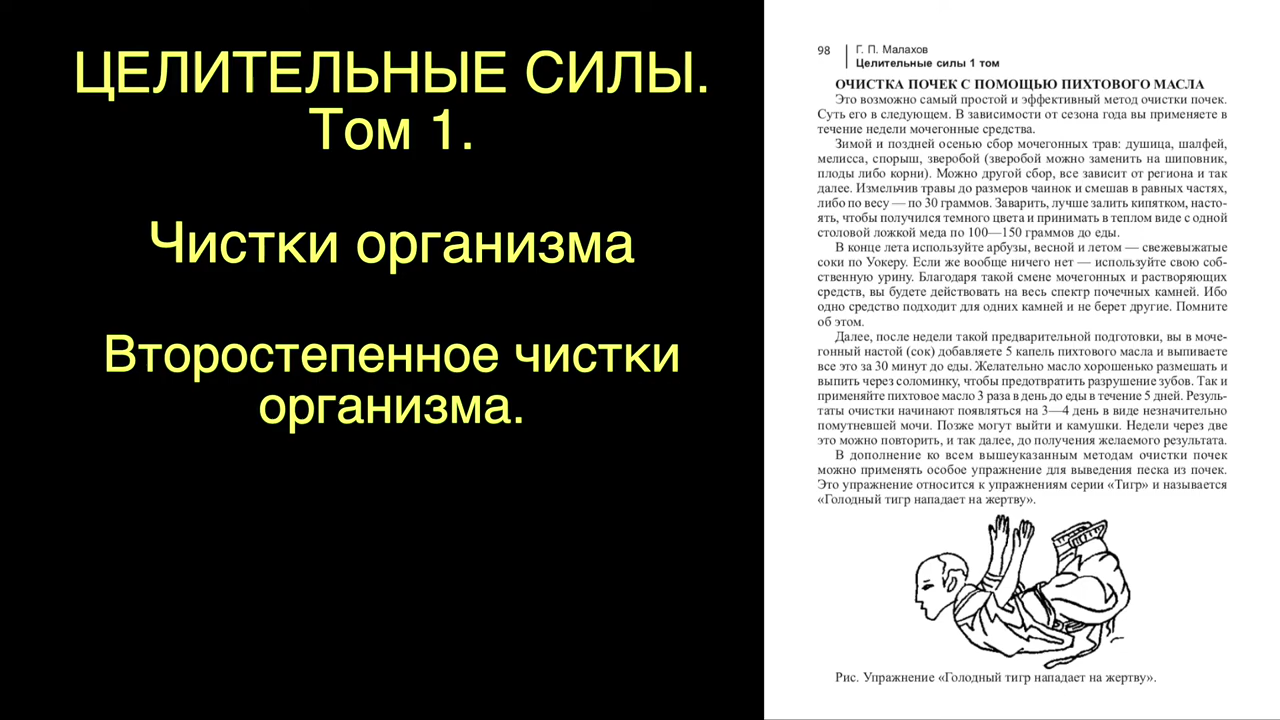 ЦЕЛИТЕЛЬНЫЕ СИЛЫ.
Том 1.
Чистки организма
Второстепенное чистки
организма.
98
Г. П. Малахов
Целительные силы 1 том
ОЧИСТКА ПОЧЕК С ПОМОЩЬЮ ПИХТОВОГО МАСЛА
Это возможно самый простой и эффективный метод очистки почек.
Суть его в следующем. В зависимости от сезона года вы применяете в
течение недели мочегонные средства.
Зимой и поздней осенью сбор мочегонных трав: душица, шалфей,
мелисса, спорыш, зверобой (зверобой можно заменить на шиповник,
плоды либо корни). Можно другой сбор, все зависит от региона и так
далее. Измельчив травы до размеров чаинок и смешав в равных частях,
либо по весу — по 30 граммов. Заварить, лучше залить кипятком, насто-
ять, чтобы получился темного цвета и принимать в теплом виде с одной
столовой ложкой меда по 100—150 граммов до еды.
В конце лета используйте арбузы, весной и летом — свежевыжатые
соки по Уокеру. Если же вообще ничего нет — используйте свою соб-
ственную урину. Благодаря такой смене мочегонных и растворяющих
средств, вы будете действовать на весь спектр почечных камней. Ибо
одно средство подходит для одних камней и не берет другие. Помните
об этом.
Далее, после недели такой предварительной подготовки, вы в моче-
гонный настой (сок) добавляете 5 капель пихтового масла и выпиваете
все это за 30 минут до еды. Желательно масло хорошенько размешать и
выпить через соломинку, чтобы предотвратить разрушение зубов. Так и
применяйте пихтовое масло 3 раза в день до еды в течение 5 дней. Резуль-
таты очистки начинают появляться на 3—4 день в виде незначительно
помутневшей мочи. Позже могут выйти и камушки. Недели через две
это можно повторить, и так далее, до получения желаемого результата.
В дополнение ко всем вышеуказанным методам очистки почек
можно применять особое упражнение для выведения песка из почек.
Это упражнение относится к упражнениям серии «Тигр» и называется
«Голодный тигр нападает на жертву».
Рис. Упражнение «Голодный тигр нападает на жертву».